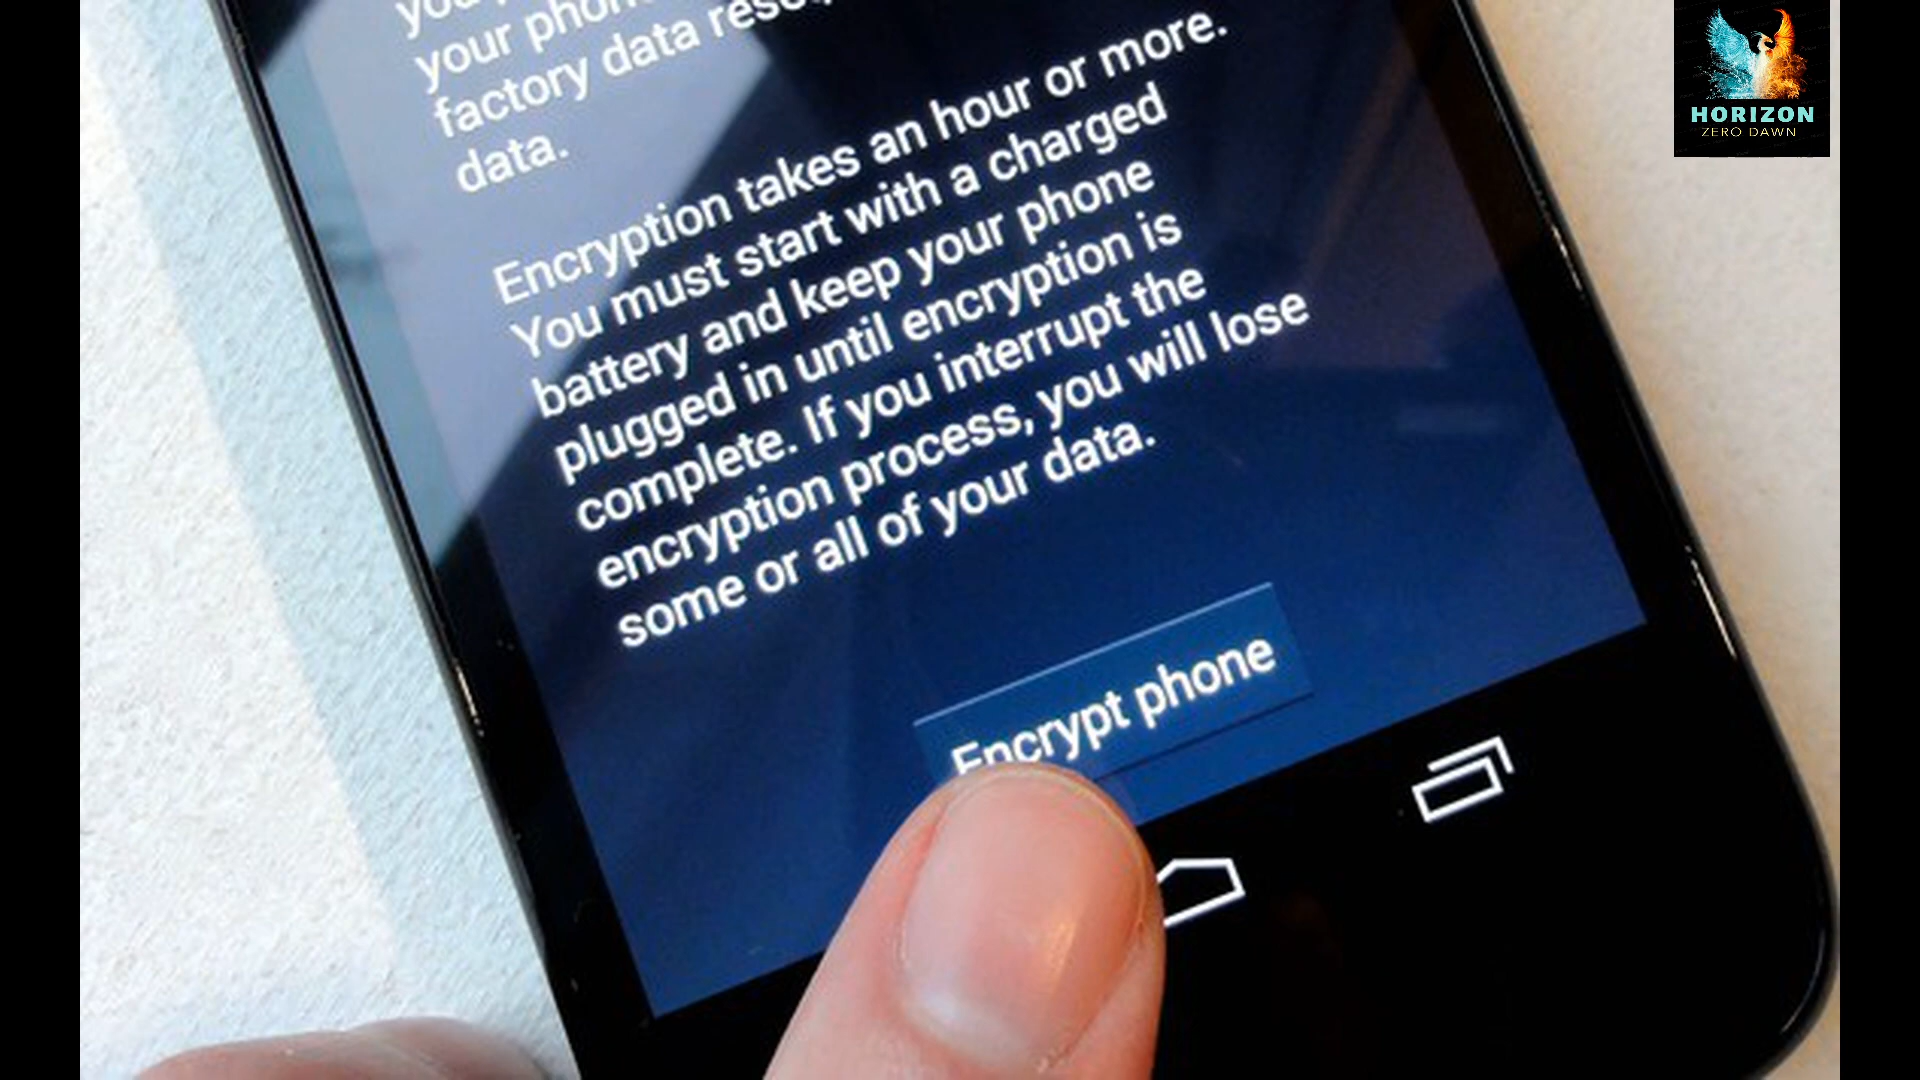 your phone
factory data reset
data.
Encryption takes an hour or more.
You must start with a charged
battery and keep your phone
plugged in until encryption is
complete. If you interrupt the
encryption process, you will lose
some or all of your data.
Encrypt phone
HORIZON
ZERO DAWN